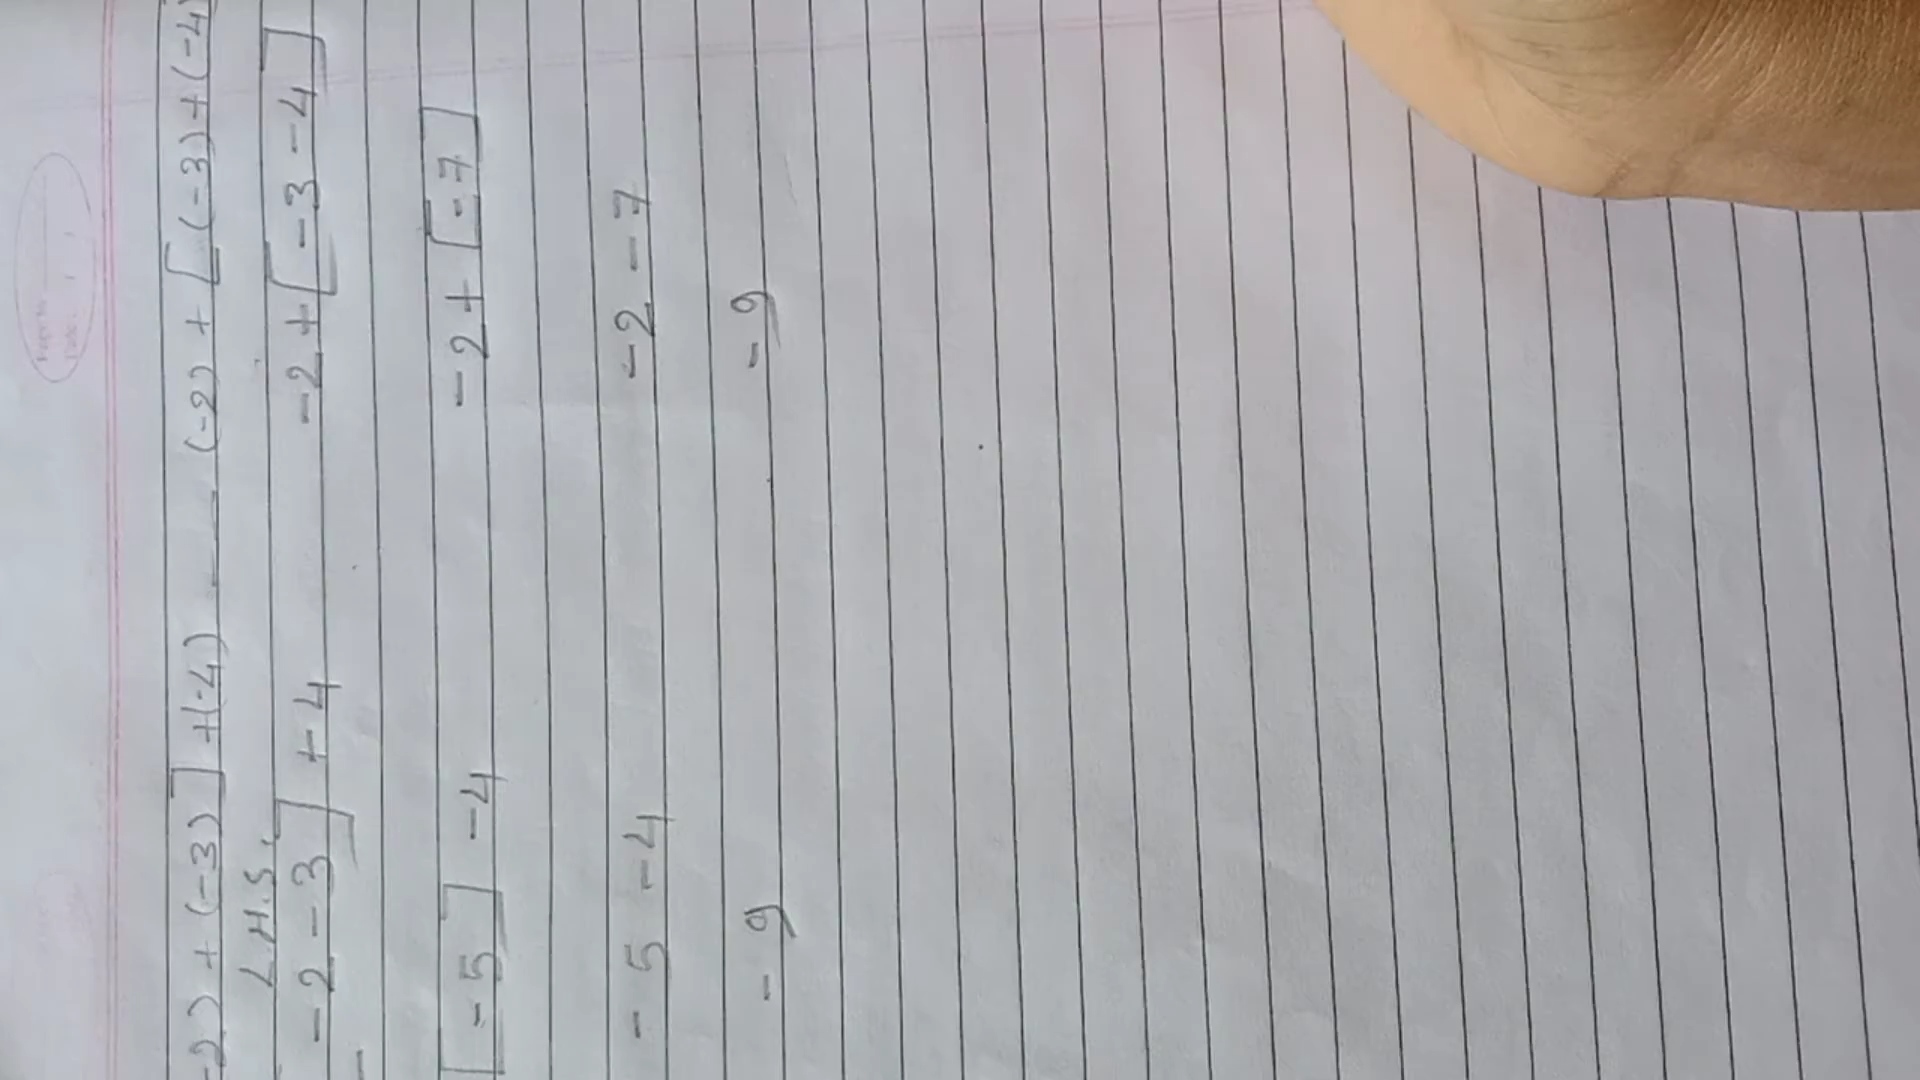 -2) + (-3)] + (-4) __ (-2) + [(-3) + (-4)
L.H.S.
-2 - 3] + 4 -2 + [-3 - 4]
[-5] -4 -2 + [-7]
-5 -4 -2 -7
-9 -9